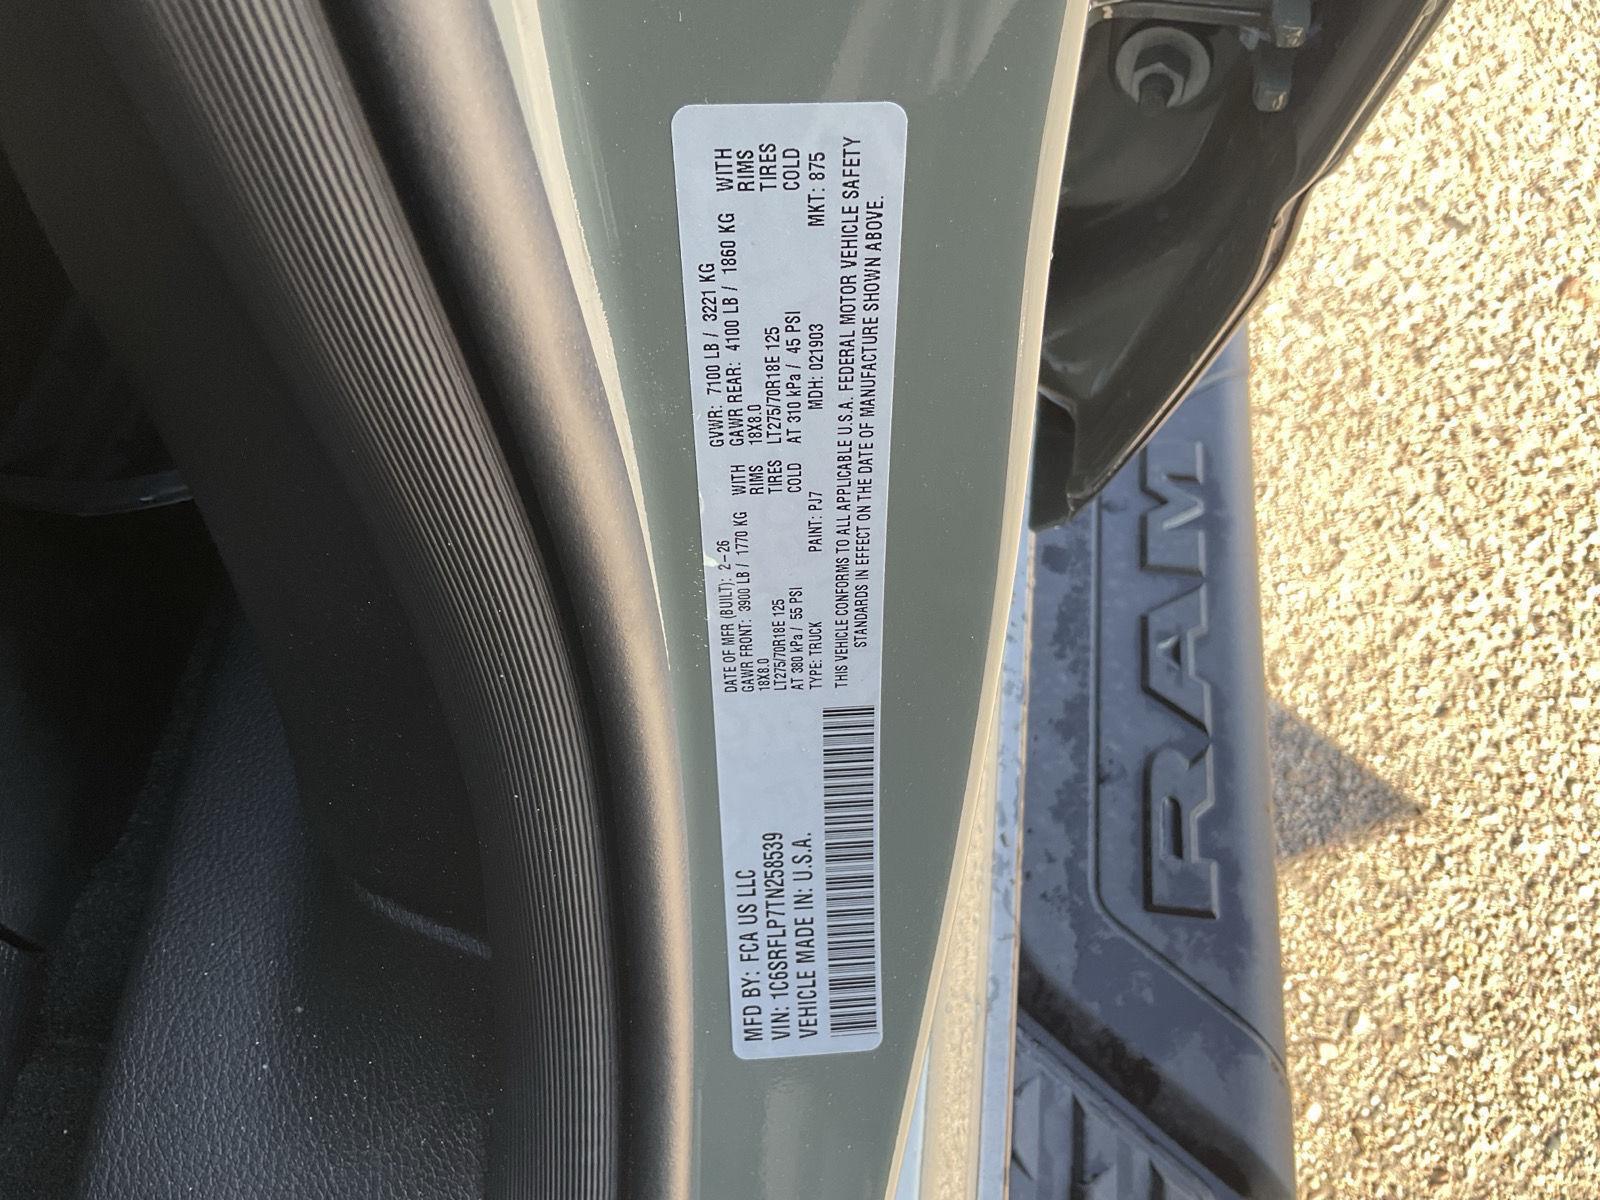 MFD BY: FCA US LLC
VIN: 1C6SRFLP7TN258539
VEHICLE MADE IN: U.S.A.
DATE OF MFR (BUILT): 2-26
GAWR FRONT: 3900 LB / 1770 KG WITH
18X8.0 RIMS
LT275/70R18E 125 TIRES
AT 380 kPa / 55 PSI COLD
GVWR: 7100 LB / 3221 KG
GAWR REAR: 4100 LB / 1860 KG WITH
18X8.0 RIMS
LT275/70R18E 125 TIRES
AT 310 kPa / 45 PSI COLD
TYPE: TRUCK PAINT: PJ7 MDH: 021903 MKT: 875
THIS VEHICLE CONFORMS TO ALL APPLICABLE U.S.A. FEDERAL MOTOR VEHICLE SAFETY
STANDARDS IN EFFECT ON THE DATE OF MANUFACTURE SHOWN ABOVE.
RAM